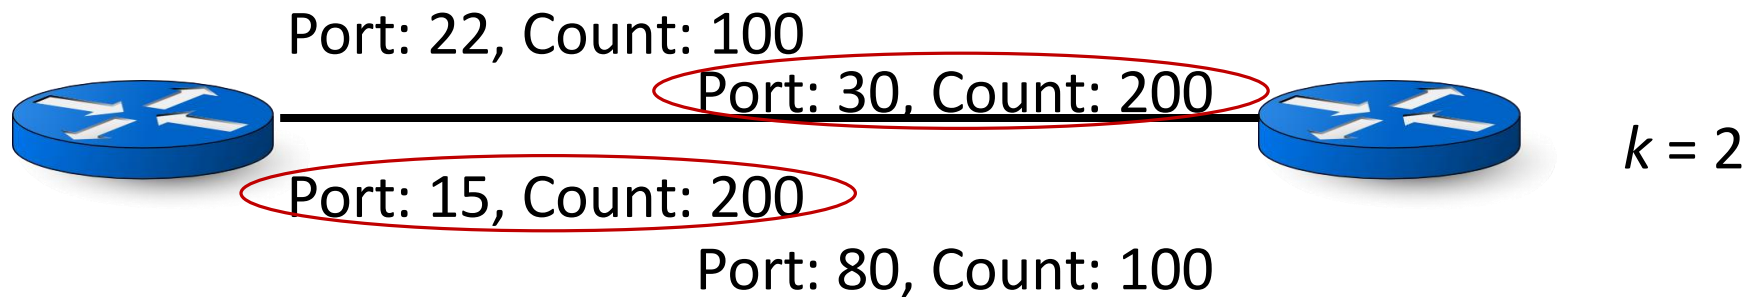 Port: 22, Count: 100
Port: 30, Count: 200
k = 2
Port: 15, Count: 200
Port: 80, Count: 100